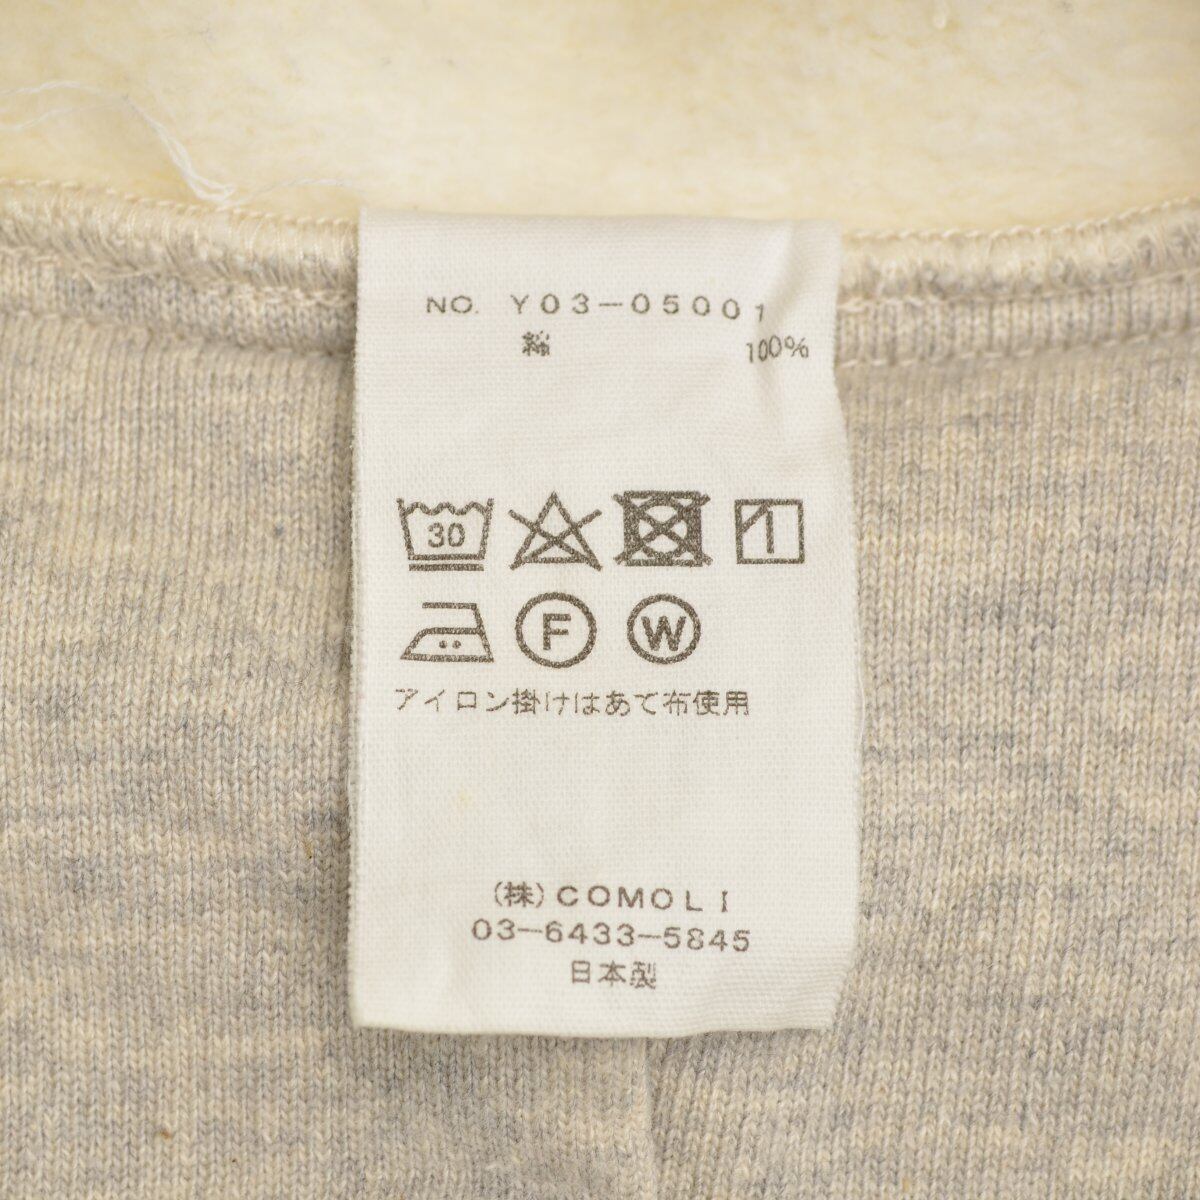 NO. Y03-05001
綿 100%
30
F W
アイロン掛けはあて布使用
(株)COMOLI
03-6433-5845
日本製